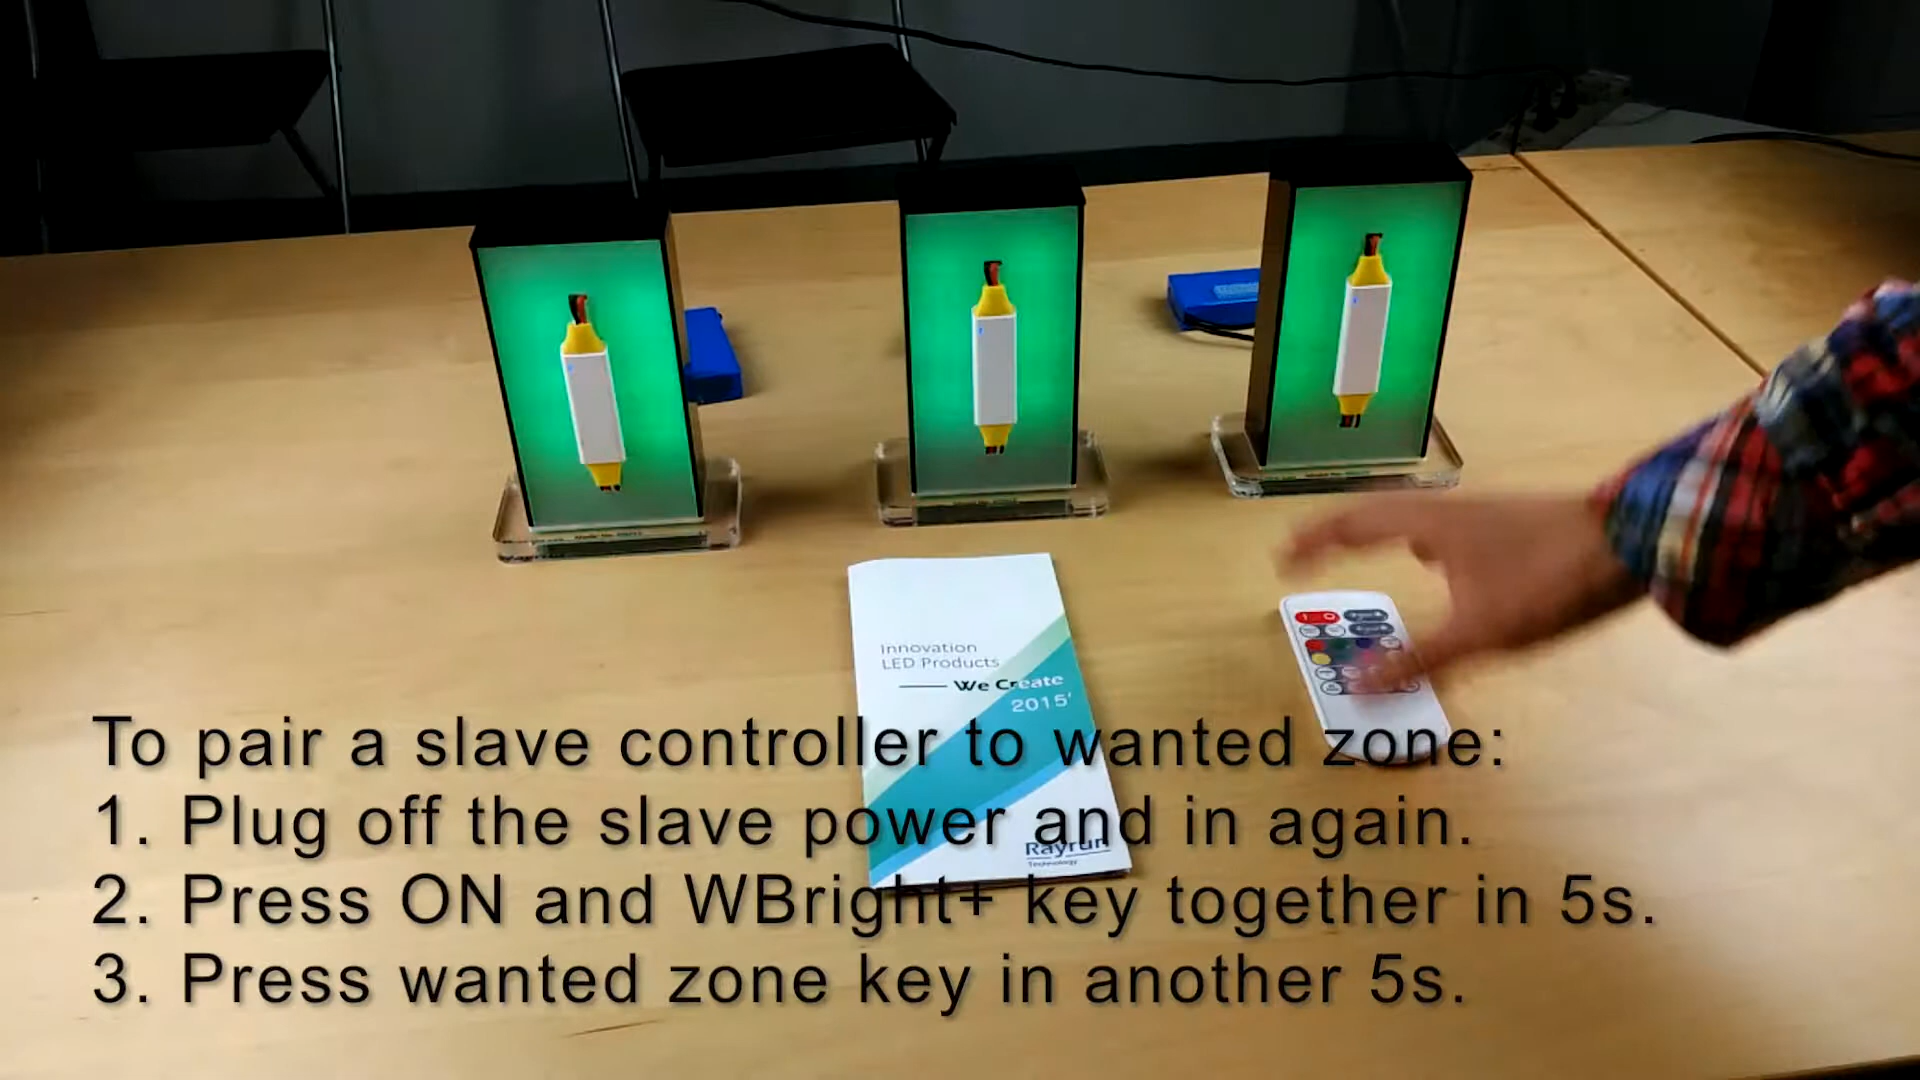 Innovation
LED Products
We Create
2015'
Rayrun
Technology
To pair a slave controller to wanted zone:
1. Plug off the slave power and in again.
2. Press ON and WBright+ key together in 5s.
3. Press wanted zone key in another 5s.